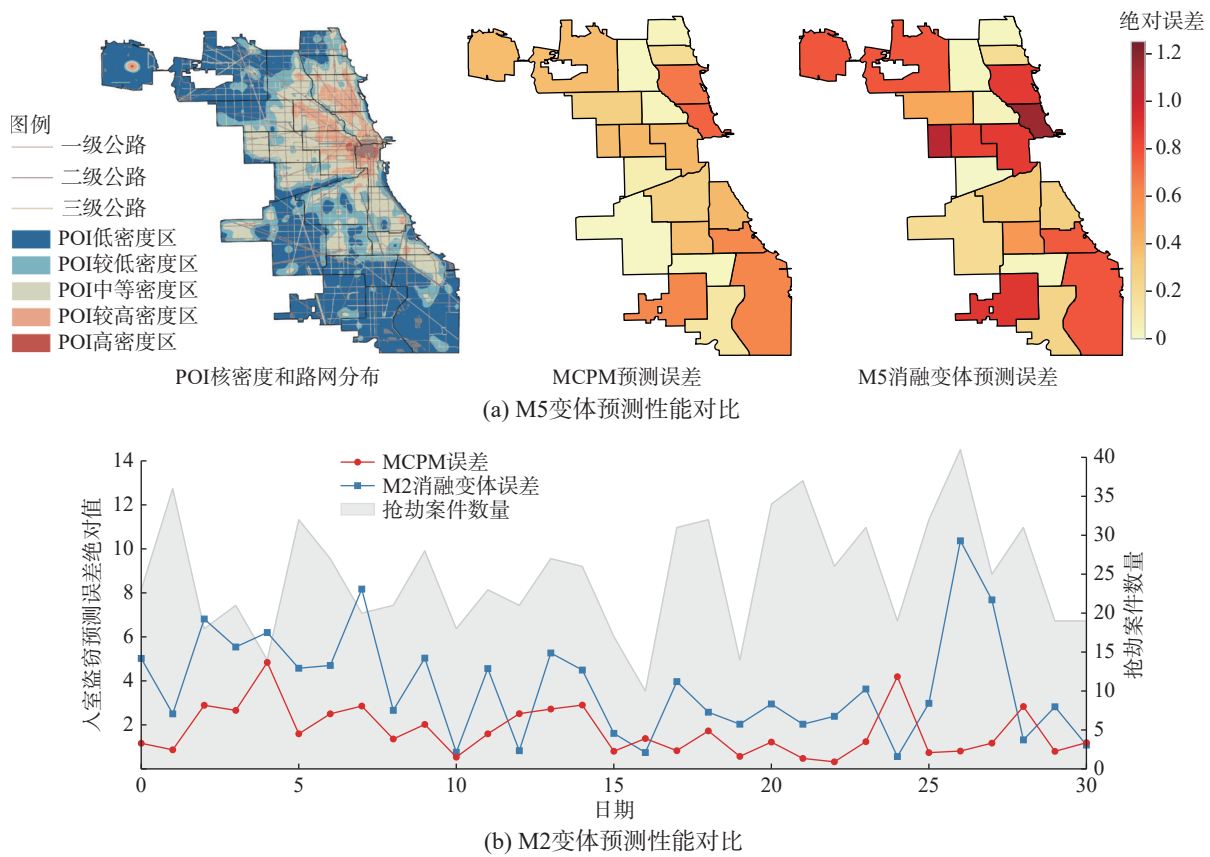 绝对误差
1.2
1.0
0.8
0.6
0.4
0.2
0
图例
一级公路
二级公路
三级公路
POI低密度区
POI较低密度区
POI中等密度区
POI较高密度区
POI高密度区
POI核密度和路网分布
MCPM预测误差
M5消融变体预测误差
(a) M5变体预测性能对比
MCPM误差
M2消融变体误差
抢劫案件数量
入室盗窃预测误差绝对值
14
12
10
8
6
4
2
40
35
30
25
20
15
10
5
0
抢劫案件数量
0 5 10 15 20 25 30
日期
(b) M2变体预测性能对比